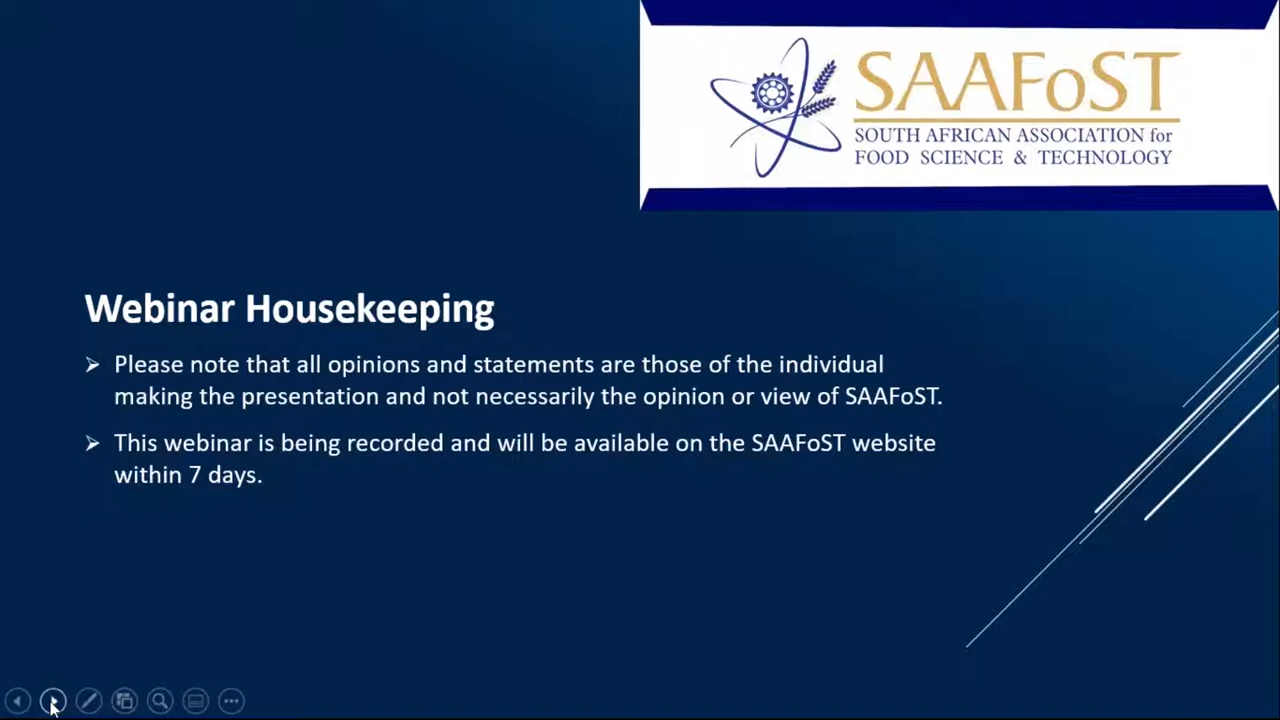 SAAFoST
SOUTH AFRICAN ASSOCIATION for
FOOD SCIENCE & TECHNOLOGY
Webinar Housekeeping
Please note that all opinions and statements are those of the individual
making the presentation and not necessarily the opinion or view of SAAFoST.
This webinar is being recorded and will be available on the SAAFoST website
within 7 days.